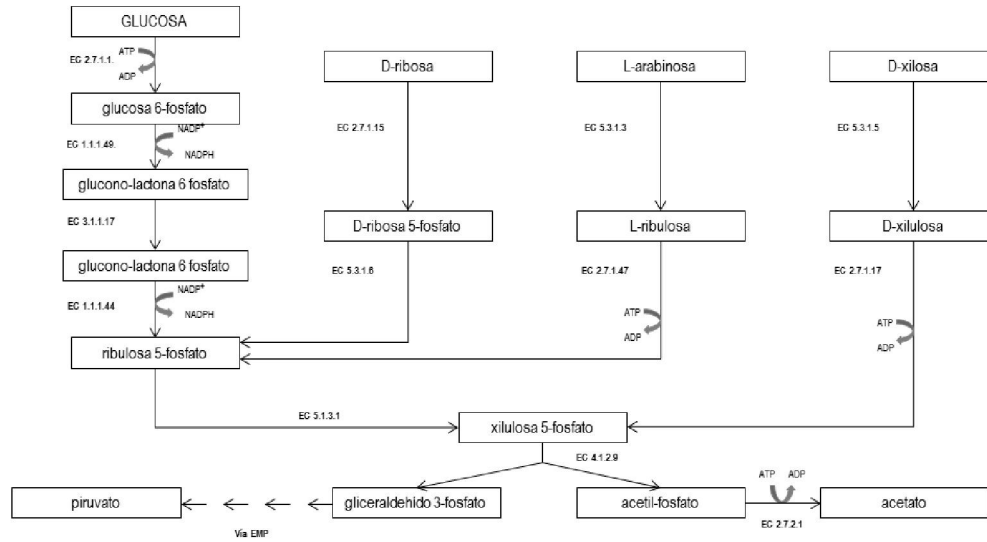 GLUCOSA
EC 2.7.1.1.
ATP
ADP
D-ribosa
L-arabinosa
D-xilosa
glucosa 6-fosfato
EC 1.1.1.49.
NADP+
NADPH
EC 2.7.1.15
EC 5.3.1.3
EC 5.3.1.5
glucono-lactona 6 fosfato
EC 3.1.1.17
D-ribosa 5-fosfato
L-ribulosa
D-xilulosa
glucono-lactona 6 fosfato
EC 5.3.1.6
EC 2.7.1.47
EC 2.7.1.17
EC 1.1.1.44
NADP+
NADPH
ATP
ADP
ATP
ADP
ribulosa 5-fosfato
EC 5.1.3.1
xilulosa 5-fosfato
EC 4.1.2.9
piruvato
Vía EMP
gliceraldehido 3-fosfato
acetil-fosfato
ATP
ADP
EC 2.7.2.1
acetato